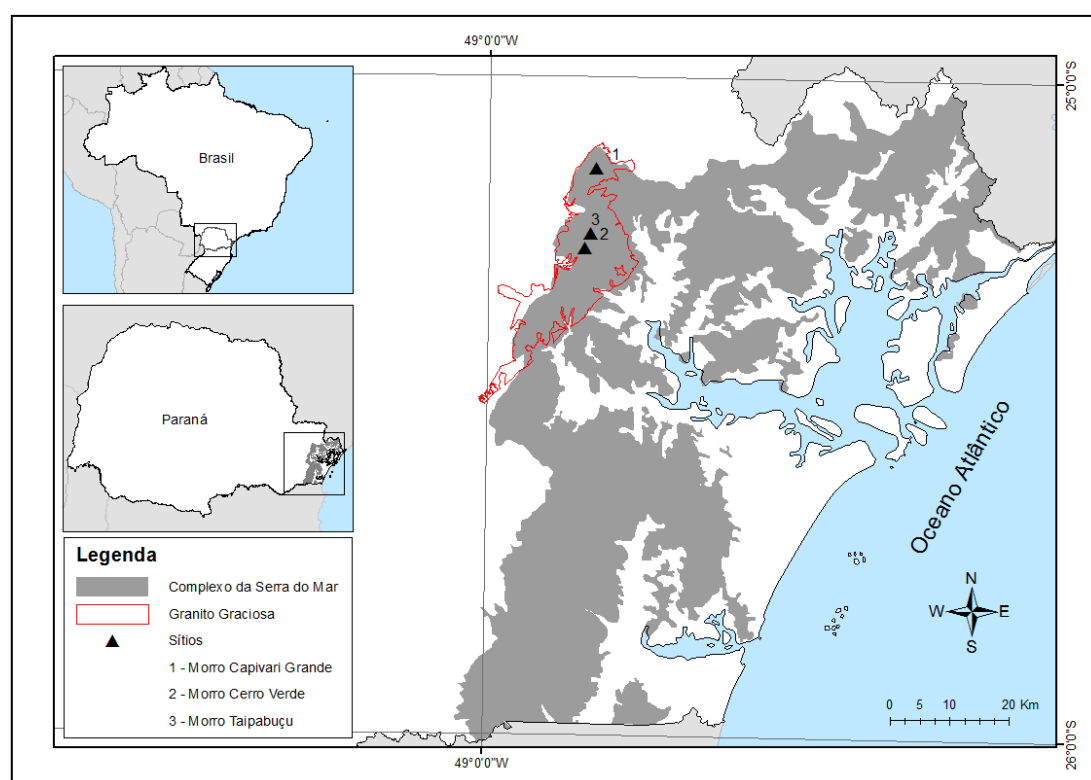 49°0'0"W
25°0'0"S
Brasil
1
3
2
Paraná
Oceano Atlântico
Legenda
Complexo da Serra do Mar
Granito Graciosa
Sítios
1 - Morro Capivari Grande
2 - Morro Cerro Verde
3 - Morro Taipabuçu
N
W E
S
0 5 10 20 Km
49°0'0"W
26°0'0"S